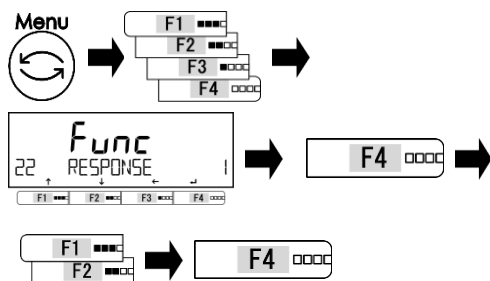 Menu
F1
F2
F3
F4
Func
22 RESPONSE 1
↑ ↓ ← ↵
F1 F2 F3 F4
F4
F1
F2
F4